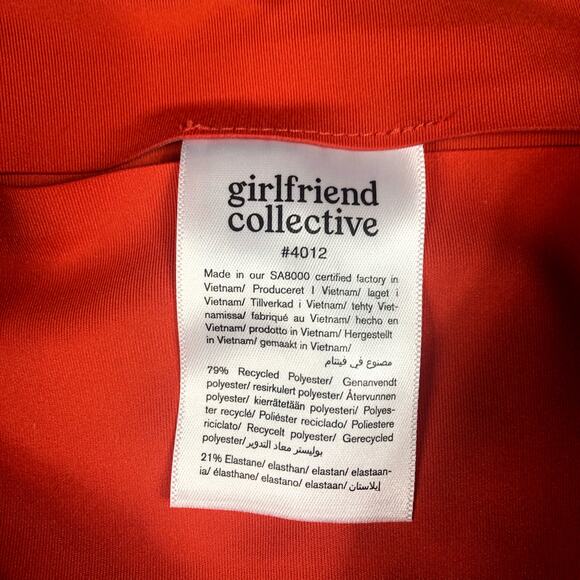 girlfriend
collective
#4012
Made in our SA8000 certified factory in
Vietnam/ Produceret I Vietnam/ laget i
Vietnam/ Tillverkad i Vietnam/ tehty Viet-
namissa/ fabriqué au Vietnam/ hecho en
Vietnam/ prodotto in Vietnam/ Hergestellt
in Vietnam/ gemaakt in Vietnam/
مصنوع في فيتنام
79% Recycled Polyester/ Genanvendt
polyester/ resirkulert polyester/ Återvunnen
polyester/ kierrätetään polyesteri/ Polyes-
ter recyclé/ Poliéster reciclado/ Poliestere
riciclato/ Recycelt polyester/ Gerecycled
polyester/بوليستر معاد التدوير
21% Elastane/ elasthan/ elastan/ elastaan-
ia/ élasthane/ elastano/ elastaan/ إيلاستان